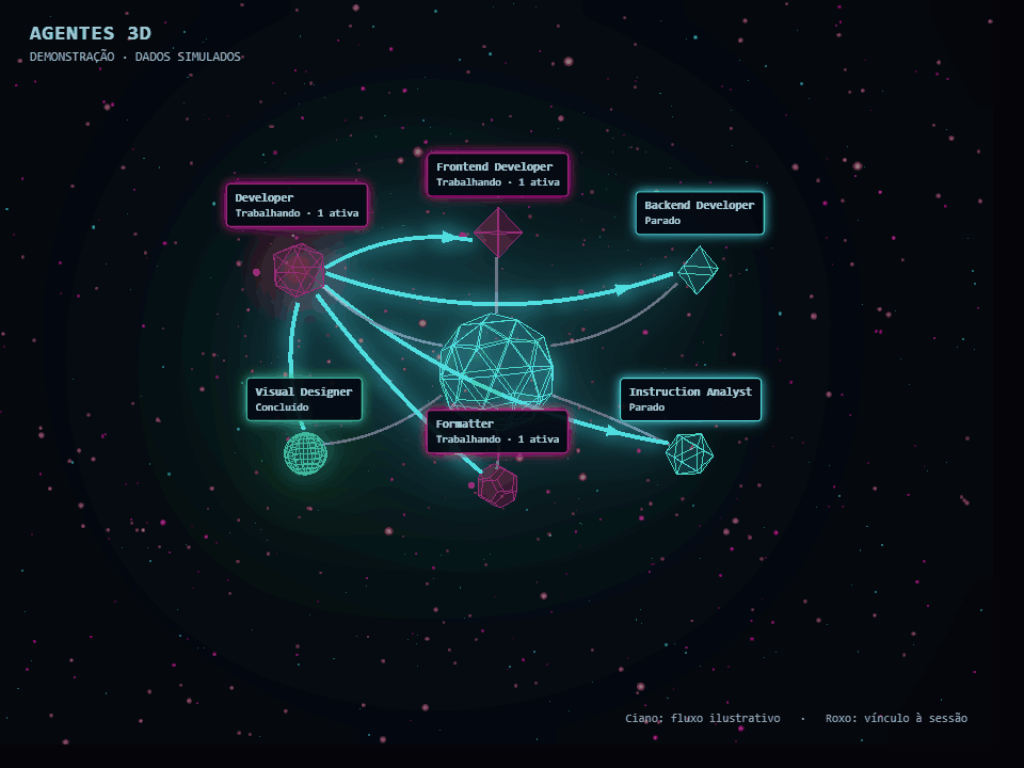 AGENTES 3D
DEMONSTRAÇÃO · DADOS SIMULADOS
Frontend Developer
Trabalhando · 1 ativa
Developer
Trabalhando · 1 ativa
Backend Developer
Parado
Visual Designer
Concluído
Instruction Analyst
Parado
Formatter
Trabalhando · 1 ativa
Ciano: fluxo ilustrativo · Roxo: vínculo à sessão